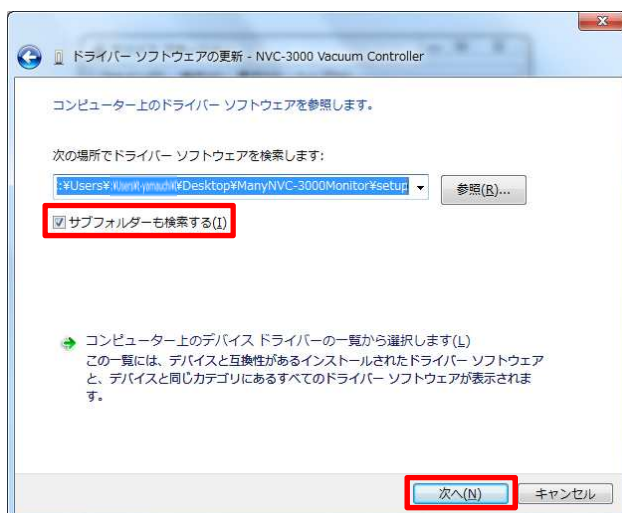 ドライバー ソフトウェアの更新 - NVC-3000 Vacuum Controller
コンピューター上のドライバー ソフトウェアを参照します。
次の場所でドライバー ソフトウェアを検索します:
:¥Users¥ ¥Desktop¥ManyNVC-3000Monitor¥setup
参照(R)...
サブフォルダーも検索する(I)
コンピューター上のデバイス ドライバーの一覧から選択します(L)
この一覧には、デバイスと互換性があるインストールされたドライバー ソフトウェア
と、デバイスと同じカテゴリにあるすべてのドライバー ソフトウェアが表示されま
す。
次へ(N)
キャンセル